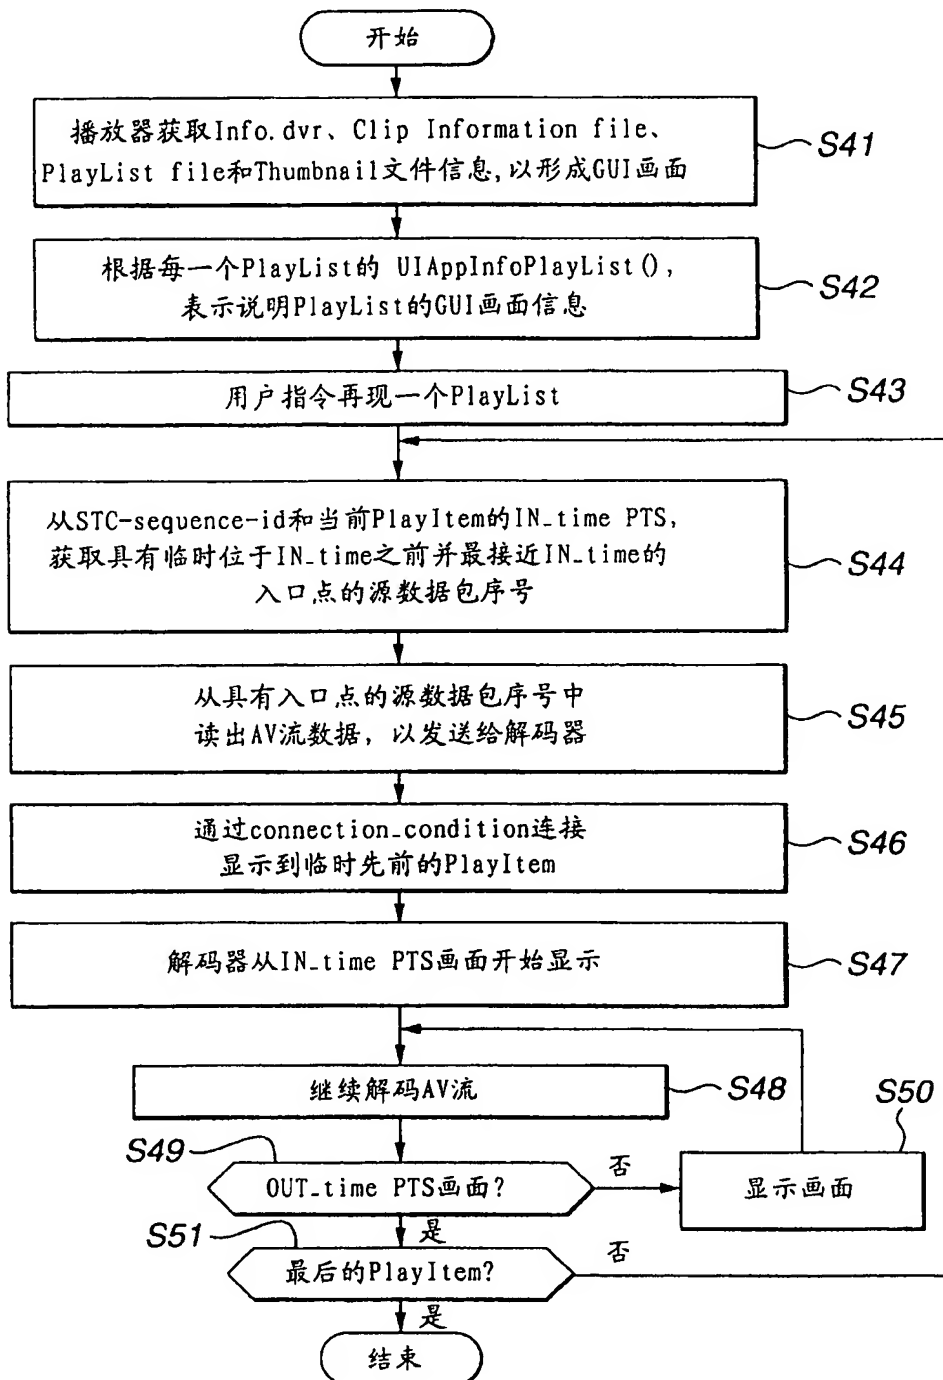 开始
播放器获取Info.dvr、Clip Information file、
PlayList file和Thumbnail文件信息,以形成GUI画面
S41
根据每一个PlayList的 UIAppInfoPlayList(),
表示说明PlayList的GUI画面信息
S42
用户指令再现一个PlayList
S43
从STC-sequence-id和当前PlayItem的IN_time PTS,
获取具有临时位于IN_time之前并最接近IN_time的
入口点的源数据包序号
S44
从具有入口点的源数据包序号中
读出AV流数据，以发送给解码器
S45
通过connection_condition连接
显示到临时先前的PlayItem
S46
解码器从IN_time PTS画面开始显示
S47
继续解码AV流
S48
S50
S49
OUT_time PTS画面?
否
显示画面
是
S51
最后的PlayItem?
否
是
结束